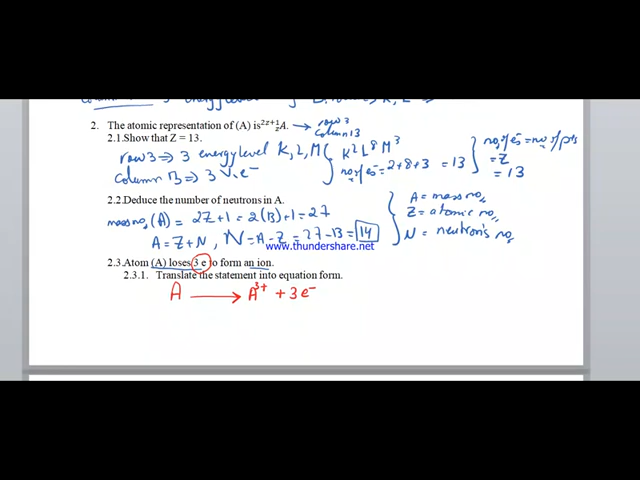 2. The atomic representation of (A) is ²ᶻ⁺¹zA. → row 3
column 13
2.1. Show that Z = 13.
row 3 ⇒ 3 energy level K, L, M
K² L⁸ M³
column 13 ⇒ 3 V.e⁻
no. of es⁻ = 2+8+3 = 13
no. of es⁻ = no. of pts
= Z
= 13
2.2. Deduce the number of neutrons in A.
mass no. (A) = 2Z+1 = 2(13)+1 = 27
A = Z + N , N = A - Z = 27 - 13 = 14
A = mass no.
Z = atomic no.
N = neutron's no.
www.thundershare.net
2.3. Atom (A) loses 3 e⁻ to form an ion.
2.3.1. Translate the statement into equation form.
A → A³⁺ + 3e⁻